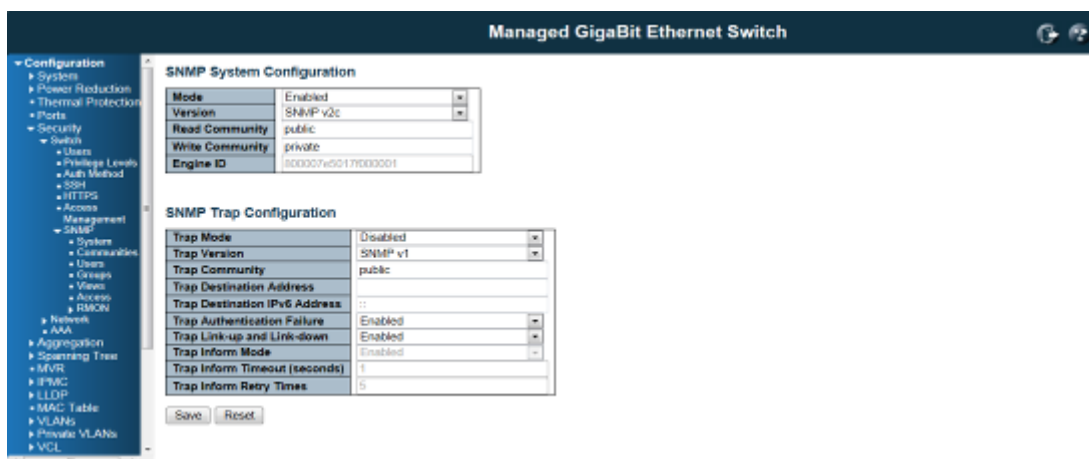 Managed GigaBit Ethernet Switch
Configuration
System
Power Reduction
Thermal Protection
Ports
Security
Switch
Users
Privilege Levels
Auth Method
SSH
HTTPS
Access
Management
SNMP
System
Communities
Users
Groups
Views
Access
RMON
Network
AAA
Aggregation
Spanning Tree
MVR
IPMC
LLDP
MAC Table
VLANs
Private VLANs
VCL
SNMP System Configuration
Mode Enabled
Version SNMP v2c
Read Community public
Write Community private
Engine ID 800007e5017f000001
SNMP Trap Configuration
Trap Mode Disabled
Trap Version SNMP v1
Trap Community public
Trap Destination Address
Trap Destination IPv6 Address ::
Trap Authentication Failure Enabled
Trap Link-up and Link-down Enabled
Trap Inform Mode Enabled
Trap Inform Timeout (seconds) 1
Trap Inform Retry Times 5
Save Reset